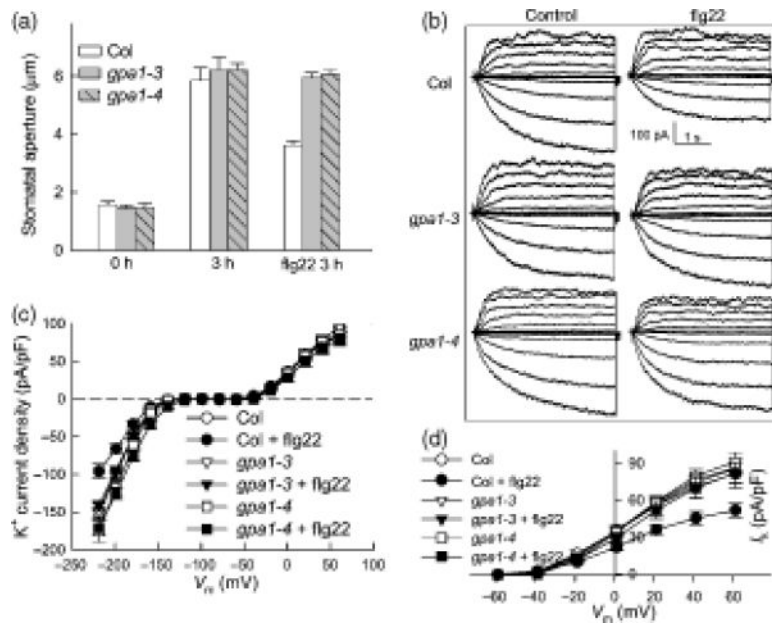 (a)
Stomatal aperture (µm)
8
6
4
2
0
Col
gpa1-3
gpa1-4
0 h
3 h
flg22 3 h
(b)
Control
flg22
Col
100 pA
1 s
gpa1-3
gpa1-4
(c)
K⁺ current density (pA/pF)
100
50
0
−50
−100
−150
−200
Col
Col + flg22
gpa1-3
gpa1-3 + flg22
gpa1-4
gpa1-4 + flg22
−250
−200
−150
−100
−50
0
50
100
(mV)
(d)
Col
Col + flg22
gpa1-3
gpa1-3 + flg22
gpa1-4
gpa1-4 + flg22
90
60
30
0
(pA/pF)
−60
−40
−20
0
20
40
60
(mV)